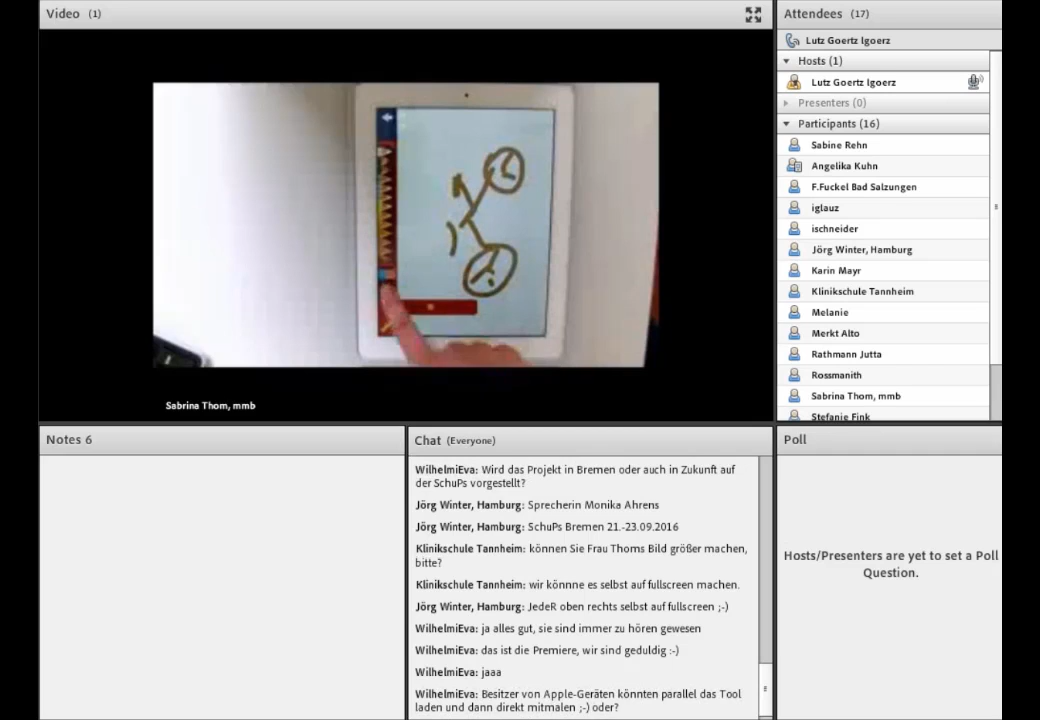 Video (1)
Sabrina Thom, mmb
Attendees (17)
Lutz Goertz lgoerz
Hosts (1)
Lutz Goertz lgoerz
Presenters (0)
Participants (16)
Sabine Rehn
Angelika Kuhn
F.Fuckel Bad Salzungen
iglauz
ischneider
Jörg Winter, Hamburg
Karin Mayr
Klinikschule Tannheim
Melanie
Merkt Alto
Rathmann Jutta
Rossmanith
Sabrina Thom, mmb
Stefanie Fink
Notes 6
Chat (Everyone)
WilhelmiEva: Wird das Projekt in Bremen oder auch in Zukunft auf
der SchuPs vorgestellt?
Jörg Winter, Hamburg: Sprecherin Monika Ahrens
Jörg Winter, Hamburg: SchuPs Bremen 21.-23.09.2016
Klinikschule Tannheim: können Sie Frau Thoms Bild größer machen,
bitte?
Klinikschule Tannheim: wir könnne es selbst auf fullscreen machen.
Jörg Winter, Hamburg: JedeR oben rechts selbst auf fullscreen ;-)
WilhelmiEva: ja alles gut, sie sind immer zu hören gewesen
WilhelmiEva: das ist die Premiere, wir sind geduldig :-)
WilhelmiEva: jaaa
WilhelmiEva: Besitzer von Apple-Geräten könnten parallel das Tool
laden und dann direkt mitmalen ;-) oder?
Poll
Hosts/Presenters are yet to set a Poll
Question.